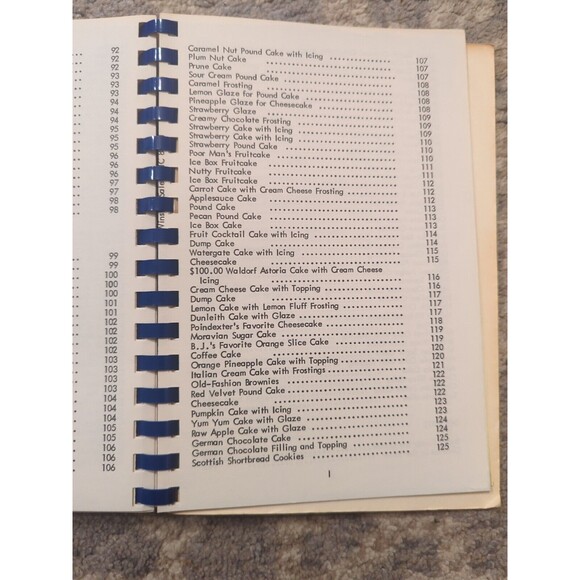 92
92
92
93
93
93
94
94
95
95
95
96
96
96
97
97
98
98
99
99
100
100
100
101
101
102
102
102
103
103
103
104
104
105
105
106
106
106
Caramel Nut Pound Cake with Icing 107
Plum Nut Cake 107
Prune Cake 107
Sour Cream Pound Cake 108
Caramel Frosting 108
Lemon Glaze for Pound Cake 108
Pineapple Glaze for Cheesecake 108
Strawberry Glaze 109
Creamy Chocolate Frosting 109
Strawberry Cake with Icing 109
Strawberry Cake with Icing 110
Strawberry Pound Cake 110
Poor Man's Fruitcake 110
Ice Box Fruitcake 111
Nutty Fruitcake 111
Ice Box Fruitcake 112
Carrot Cake with Cream Cheese Frosting 112
Applesauce Cake 112
Pound Cake 113
Pecan Pound Cake 113
Ice Box Cake 114
Fruit Cocktail Cake with Icing 114
Dump Cake 114
Watergate Cake with Icing 115
Cheesecake 115
$100.00 Waldorf Astoria Cake with Cream Cheese
Icing 116
Cream Cheese Cake with Topping 116
Dump Cake 117
Lemon Cake with Lemon Fluff Frosting 117
Dunleith Cake with Glaze 117
Poindexter's Favorite Cheesecake 118
Moravian Sugar Cake 119
B.J.'s Favorite Orange Slice Cake 119
Coffee Cake 120
Orange Pineapple Cake with Topping 120
Italian Cream Cake with Frostings 121
Old-Fashion Brownies 122
Red Velvet Pound Cake 122
Cheesecake 122
Pumpkin Cake with Icing 123
Yum Yum Cake with Glaze 123
Raw Apple Cake with Glaze 124
German Chocolate Cake 124
German Chocolate Filling and Topping 125
Scottish Shortbread Cookies 125
I